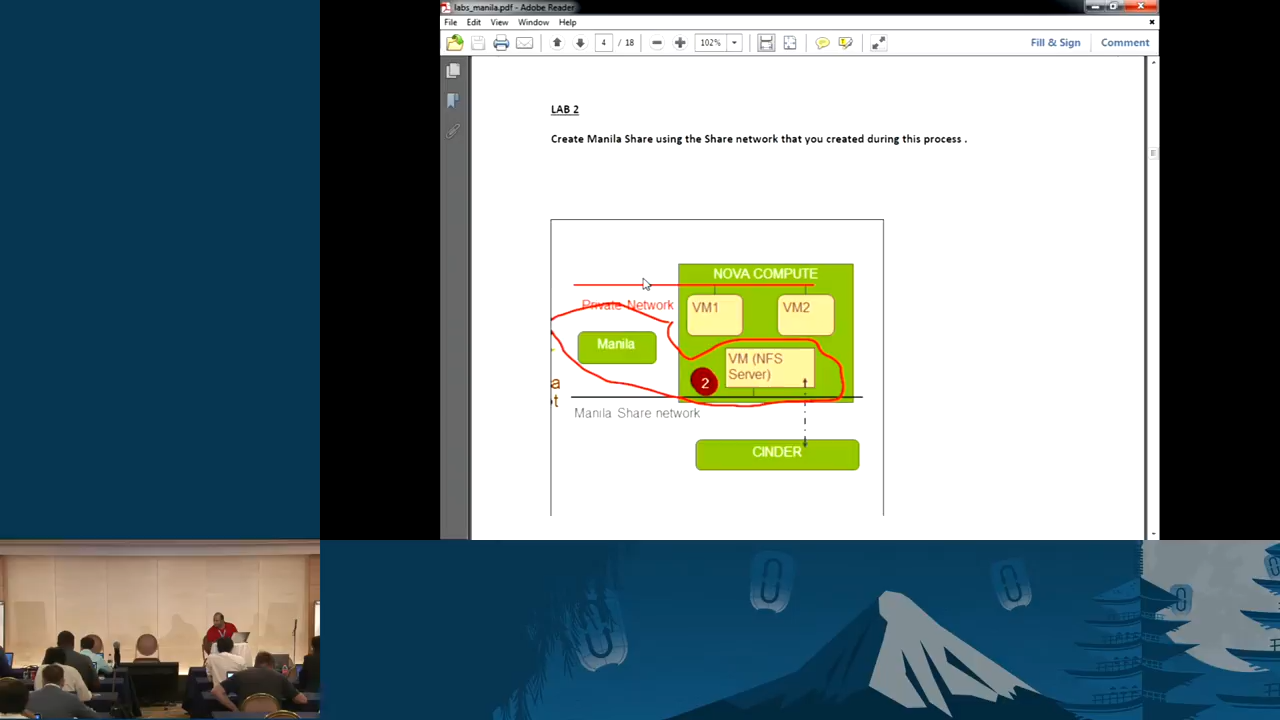 labs_manila.pdf - Adobe Reader
File Edit View Window Help
4 / 18 102% Fill & Sign Comment
LAB 2
Create Manila Share using the Share network that you created during this process .
NOVA COMPUTE
Private Network
VM1
VM2
Manila
VM (NFS
Server)
2
a
t
Manila Share network
CINDER